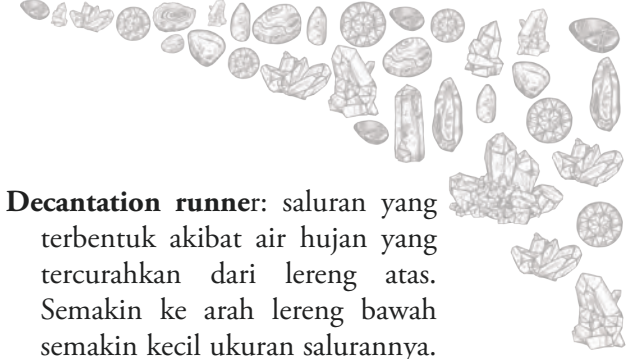 Decantation runner: saluran yang
terbentuk akibat air hujan yang
tercurahkan dari lereng atas.
Semakin ke arah lereng bawah
semakin kecil ukuran salurannya.